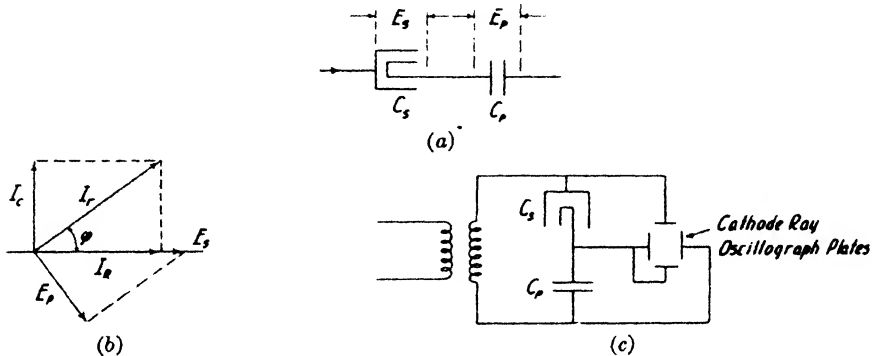 E_s E_p
C_s C_p
(a)
I_c I_r
φ E_s
I_R
E_p
(b)
C_s
Cathode Ray
Oscillograph Plates
C_p
(c)